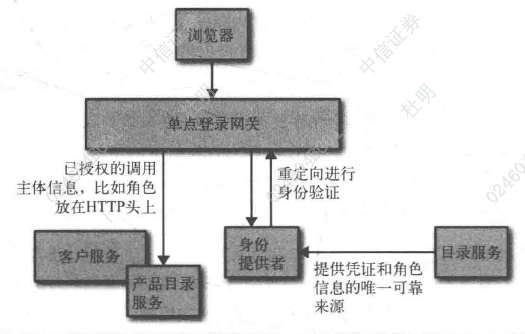 浏览器
中信证券
中信证券
杜明
单点登录网关
已授权的调用
主体信息，比如角色
放在HTTP头上
重定向进行
身份验证
客户服务
产品目录
服务
身份
提供者
提供凭证和角色
信息的唯一可靠
来源
目录服务